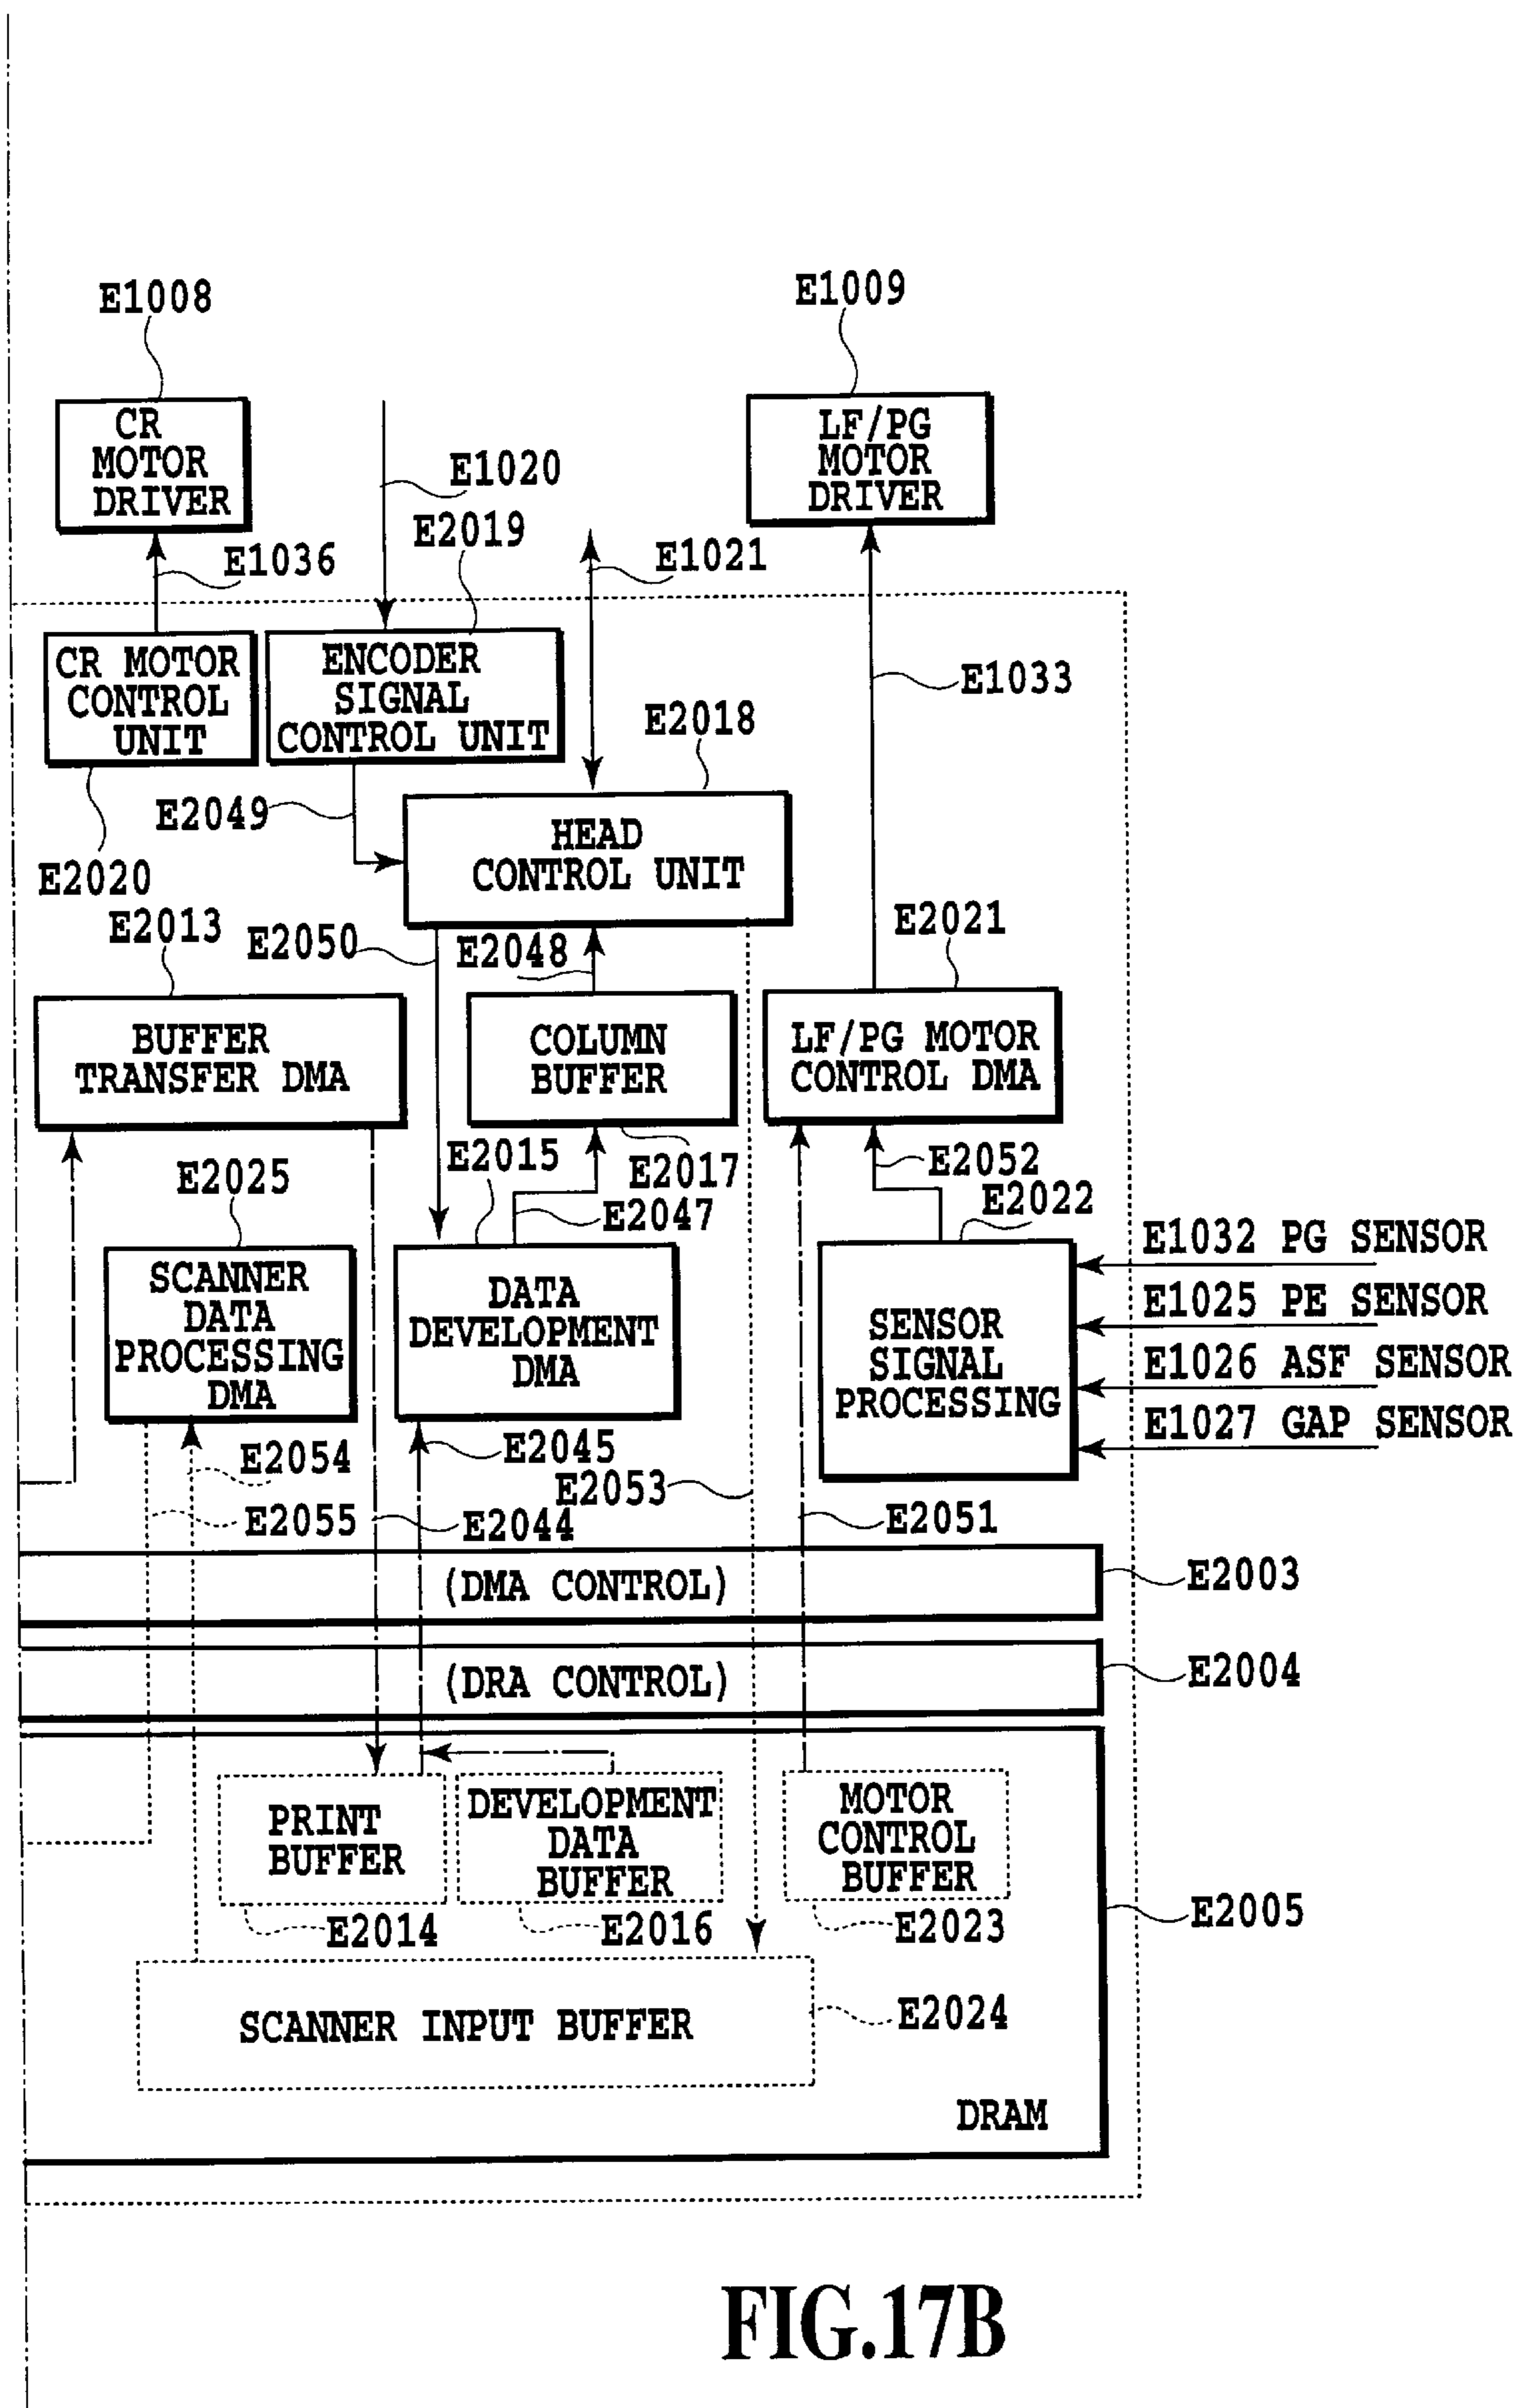 E1008
E1009
CR
MOTOR
DRIVER
LF/PG
MOTOR
DRIVER
E1020
E2019
E1036
E1021
CR MOTOR
CONTROL
UNIT
ENCODER
SIGNAL
CONTROL UNIT
E1033
E2018
E2049
E2020
HEAD
CONTROL UNIT
E2013
E2050
E2048
E2021
BUFFER
TRANSFER DMA
COLUMN
BUFFER
LF/PG MOTOR
CONTROL DMA
E2025
E2015
E2017
E2047
E2052
E2022
SCANNER
DATA
PROCESSING
DMA
DATA
DEVELOPMENT
DMA
SENSOR
SIGNAL
PROCESSING
E1032 PG SENSOR
E1025 PE SENSOR
E1026 ASF SENSOR
E1027 GAP SENSOR
E2054
E2045
E2053
E2055
E2044
E2051
(DMA CONTROL)
E2003
(DRA CONTROL)
E2004
PRINT
BUFFER
DEVELOPMENT
DATA
BUFFER
MOTOR
CONTROL
BUFFER
E2014
E2016
E2023
E2005
SCANNER INPUT BUFFER
E2024
DRAM
FIG.17B